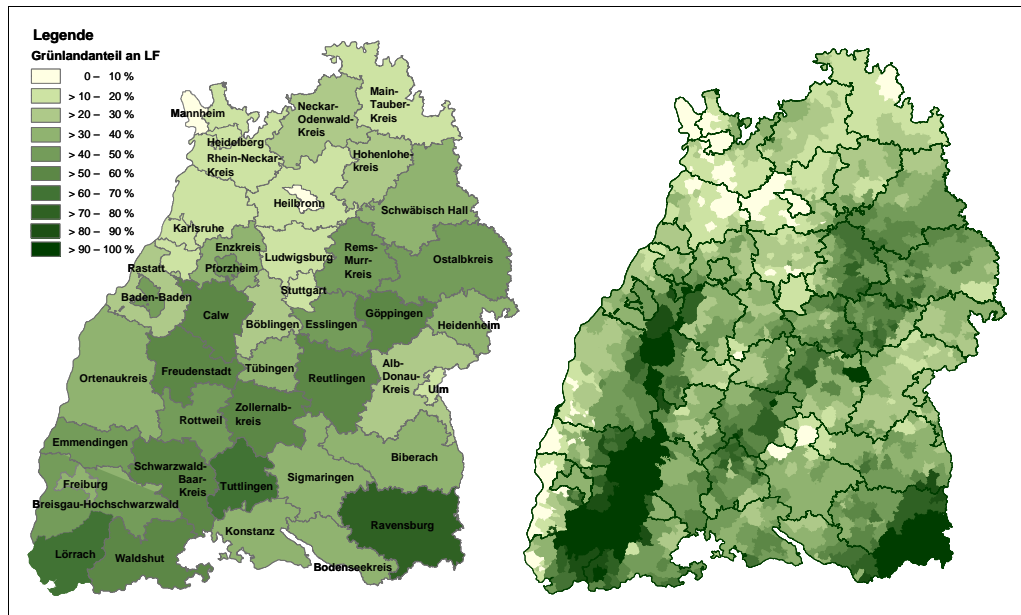 Legende
Grünlandanteil an LF
0 – 10 %
> 10 – 20 %
> 20 – 30 %
> 30 – 40 %
> 40 – 50 %
> 50 – 60 %
> 60 – 70 %
> 70 – 80 %
> 80 – 90 %
> 90 – 100 %
Main-
Tauber-
Kreis
Neckar-
Odenwald-
Kreis
Mannheim
Heidelberg
Rhein-Neckar-
Kreis
Hohenlohe-
kreis
Heilbronn
Schwäbisch Hall
Karlsruhe
Enzkreis
Pforzheim
Ludwigsburg
Rems-
Murr-
Kreis
Ostalbkreis
Rastatt
Baden-Baden
Stuttgart
Calw
Böblingen
Esslingen
Göppingen
Heidenheim
Ortenaukreis
Freudenstadt
Tübingen
Reutlingen
Alb-
Donau-
Kreis
Ulm
Rottweil
Zollernalb-
kreis
Emmendingen
Biberach
Schwarzwald-
Baar-
Kreis
Tuttlingen
Sigmaringen
Freiburg
Breisgau-Hochschwarzwald
Ravensburg
Konstanz
Lörrach
Waldshut
Bodenseekreis